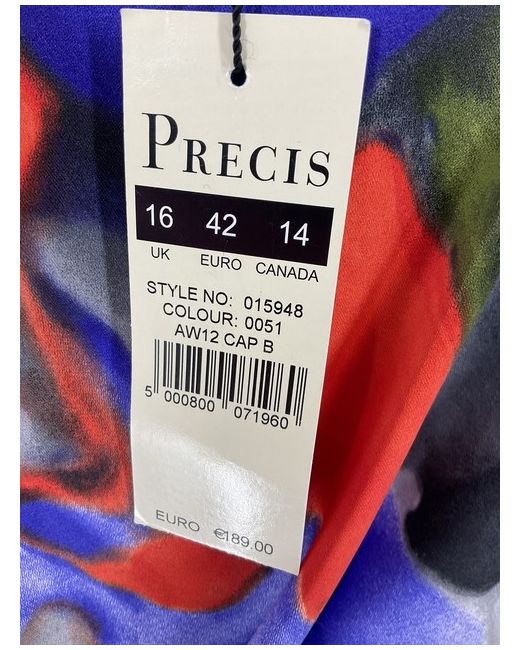 PRECIS
16 42 14
UK EURO CANADA
STYLE NO: 015948
COLOUR: 0051
AW12 CAP B
5 000800 071960
EURO €189.00